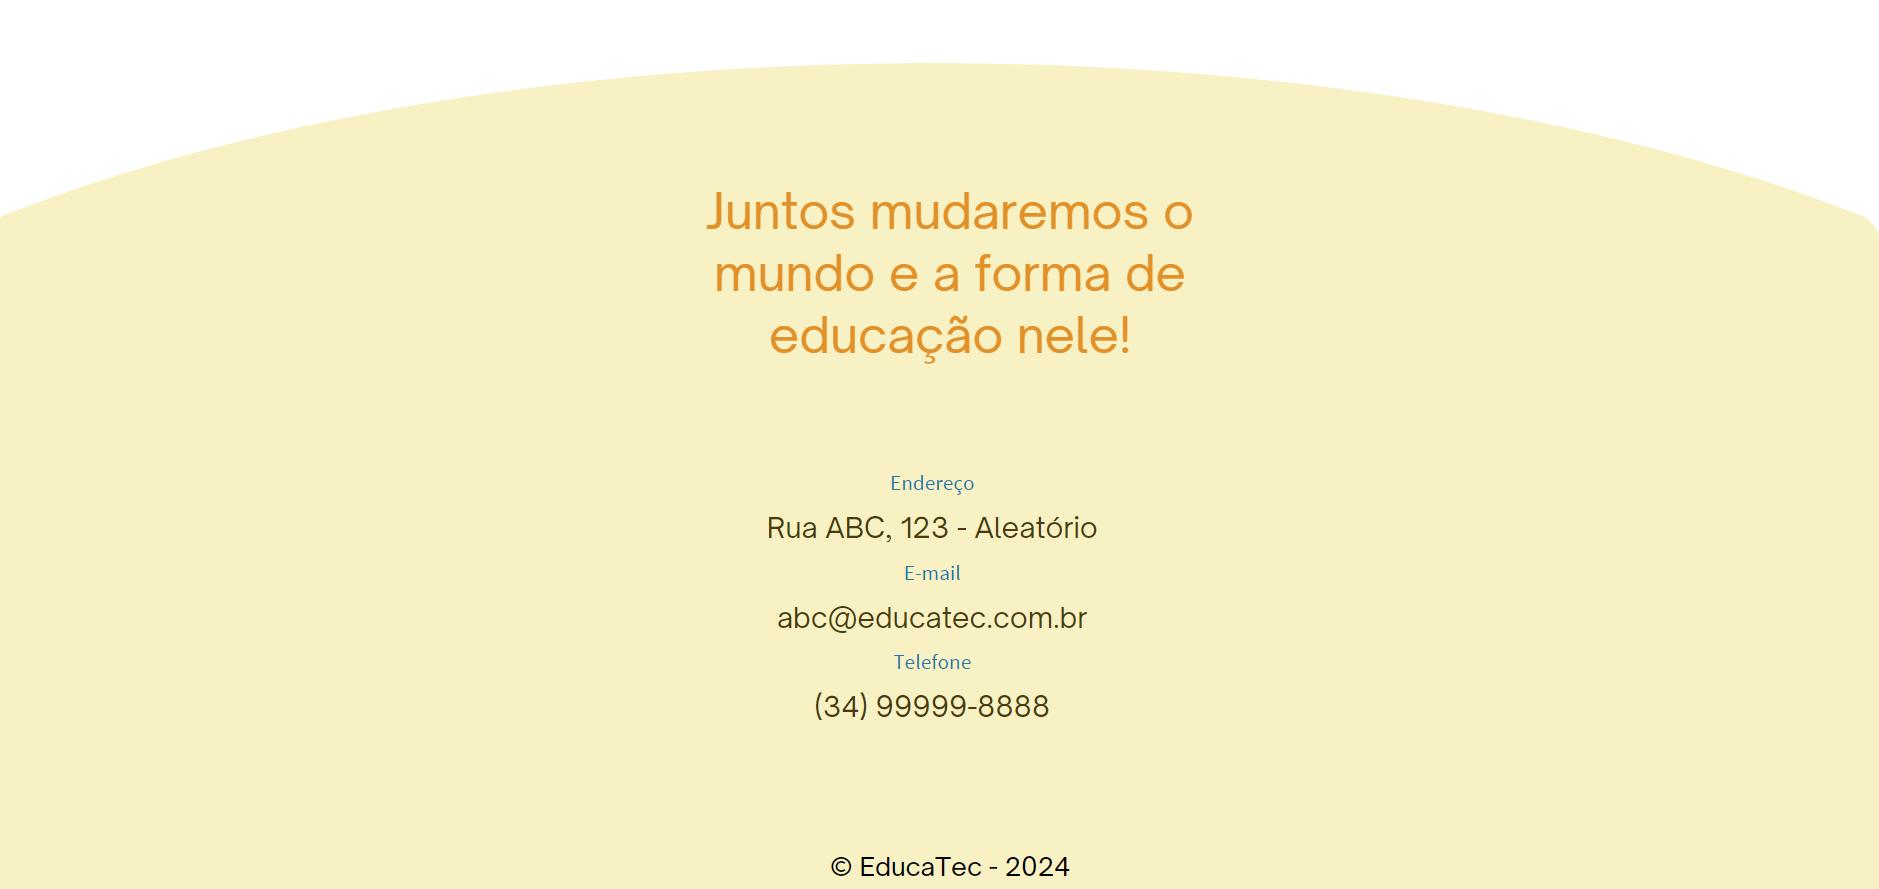 Juntos mudaremos o
mundo e a forma de
educação nele!
Endereço
Rua ABC, 123 - Aleatório
E-mail
abc@educatec.com.br
Telefone
(34) 99999-8888
© EducaTec - 2024